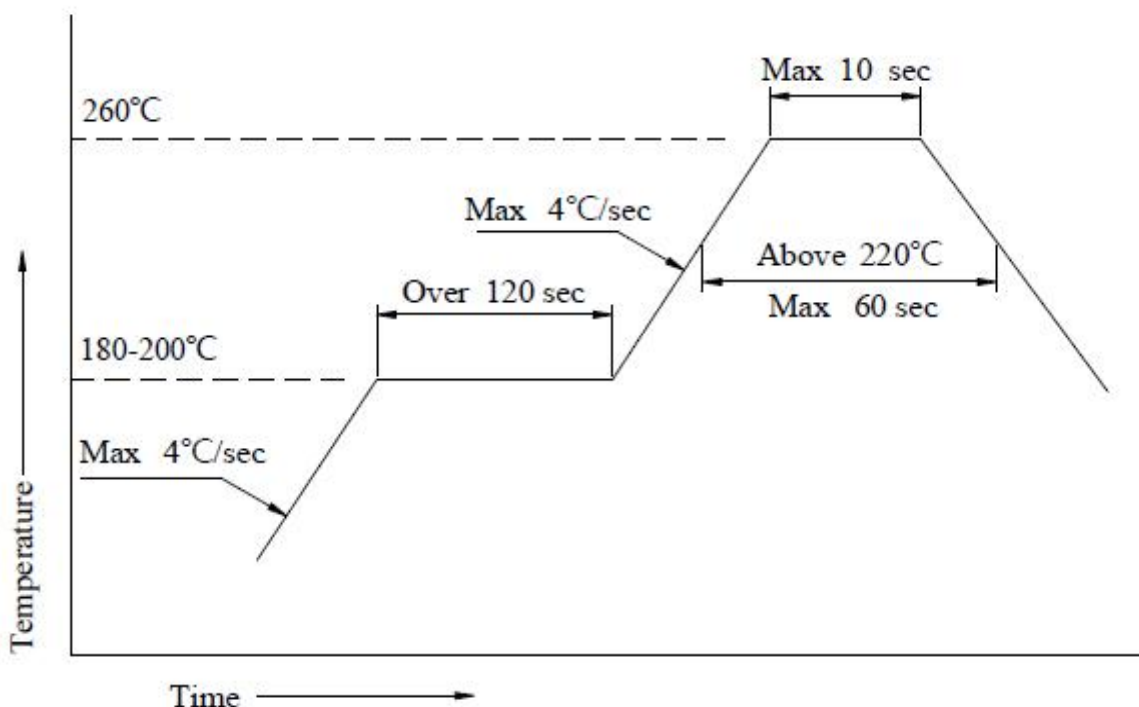 Max 10 sec
260℃
Max 4℃/sec
Above 220℃
Max 60 sec
Over 120 sec
180-200℃
Max 4℃/sec
Temperature
Time